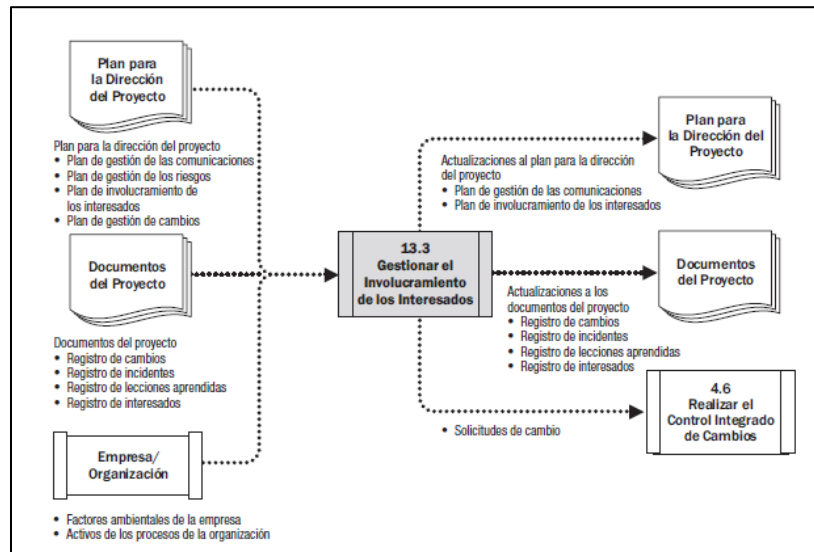 Plan para
la Dirección
del Proyecto
Plan para la dirección del proyecto
• Plan de gestión de las comunicaciones
• Plan de gestión de los riesgos
• Plan de involucramiento de
los interesados
• Plan de gestión de cambios
Documentos
del Proyecto
Documentos del proyecto
• Registro de cambios
• Registro de incidentes
• Registro de lecciones aprendidas
• Registro de interesados
Empresa/
Organización
• Factores ambientales de la empresa
• Activos de los procesos de la organización
13.3
Gestionar el
Involucramiento
de los Interesados
Plan para
la Dirección del
Proyecto
Actualizaciones al plan para la dirección
del proyecto
• Plan de gestión de las comunicaciones
• Plan de involucramiento de los interesados
Documentos
del Proyecto
Actualizaciones a los
documentos del proyecto
• Registro de cambios
• Registro de incidentes
• Registro de lecciones aprendidas
• Registro de interesados
4.6
Realizar el
Control Integrado
de Cambios
• Solicitudes de cambio